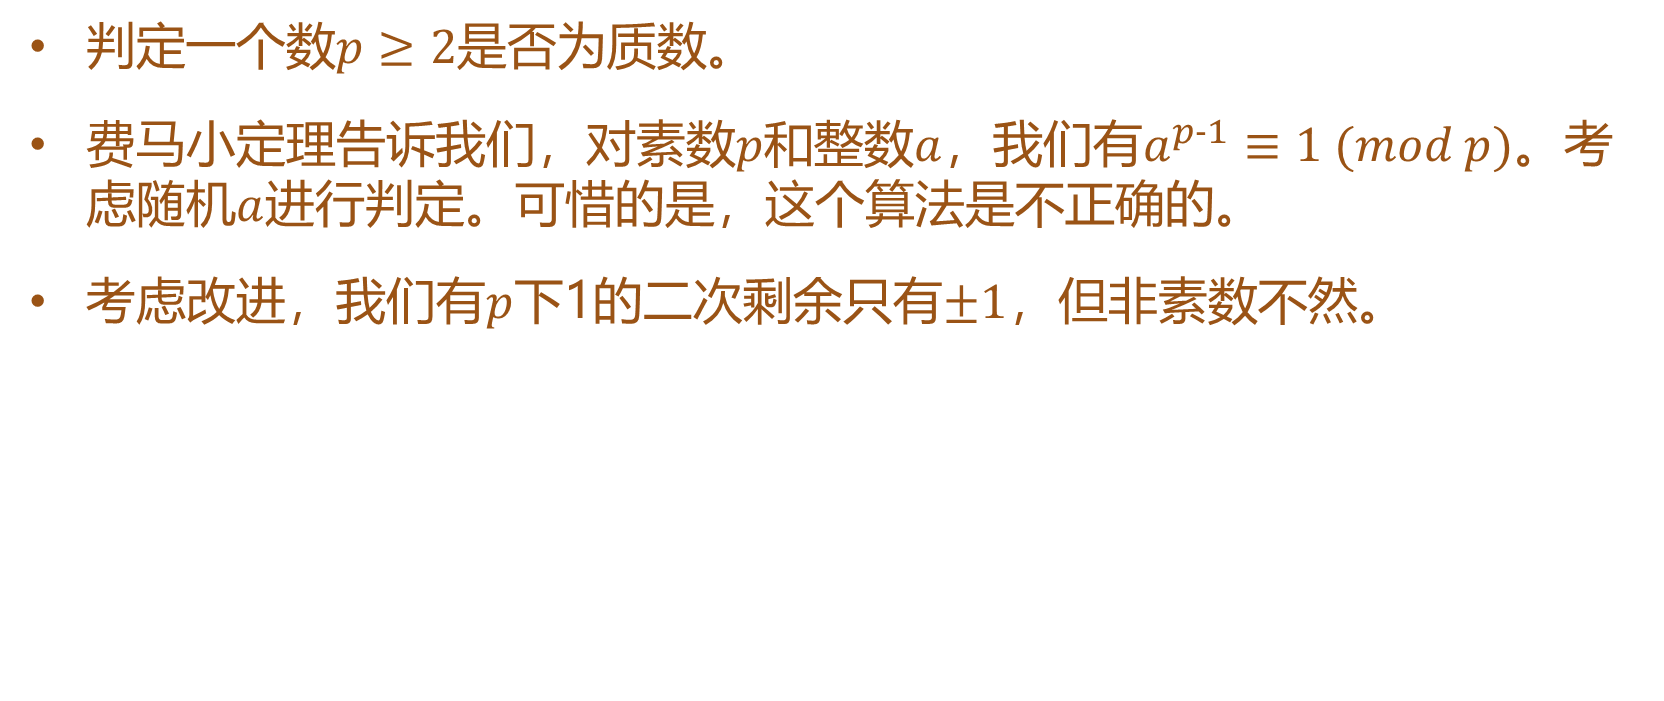 • 判定一个数p ≥ 2是否为质数。
• 费马小定理告诉我们，对素数p和整数a，我们有a^{p-1} ≡ 1 (mod p)。考
虑随机a进行判定。可惜的是，这个算法是不正确的。
• 考虑改进，我们有p下1的二次剩余只有±1，但非素数不然。